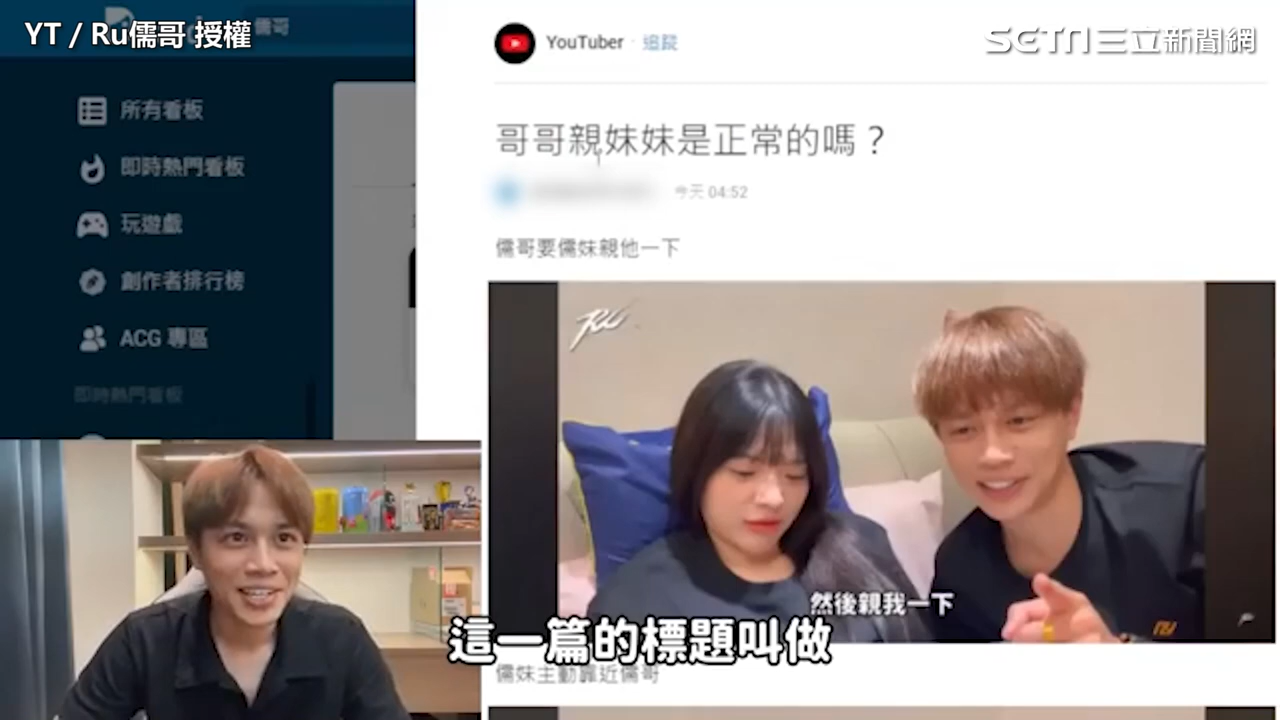 YT / Ru儒哥 授權
SETN三立新聞網
YouTuber · 追蹤
所有看板
即時熱門看板
玩遊戲
創作者排行榜
ACG 專區
即時熱門看板
哥哥親妹妹是正常的嗎？
今天 04:52
儒哥要儒妹親他一下
Ru
然後親我一下
這一篇的標題叫做
儒妹主動靠近儒哥